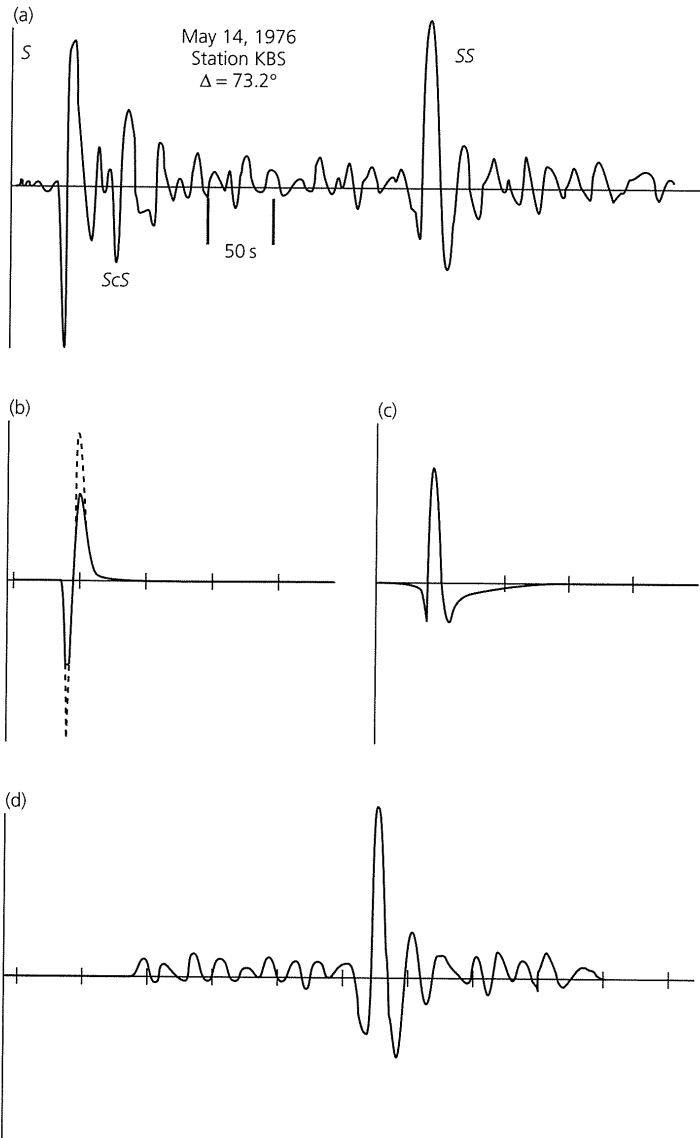 (a)
S
May 14, 1976
Station KBS
Δ = 73.2°
SS
50 s
ScS
(b)
(c)
(d)